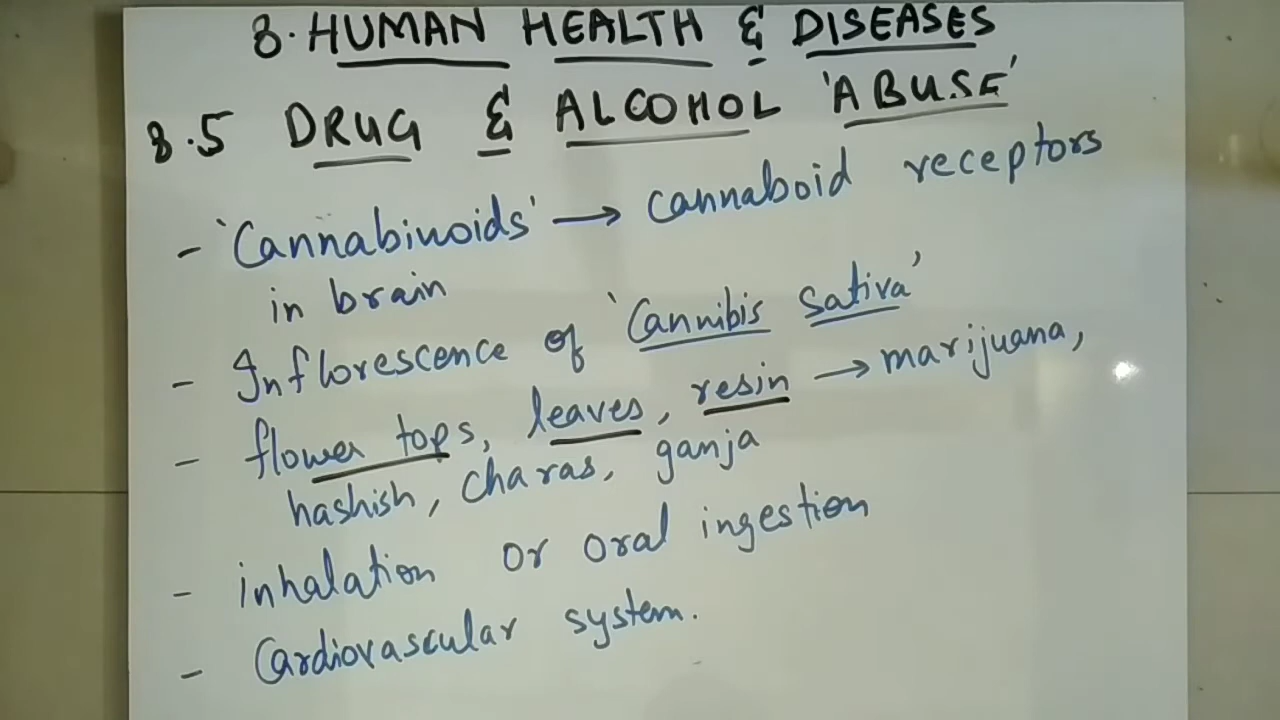 8. HUMAN HEALTH & DISEASES
8.5 DRUG & ALCOHOL 'ABUSE'
- 'Cannabinoids' → cannaboid receptors
in brain
- Inflorescence of 'Cannibis Sativa'
- flower tops, leaves, resin → marijuana,
hashish, charas, ganja
- inhalation or oral ingestion
- Cardiovascular system.